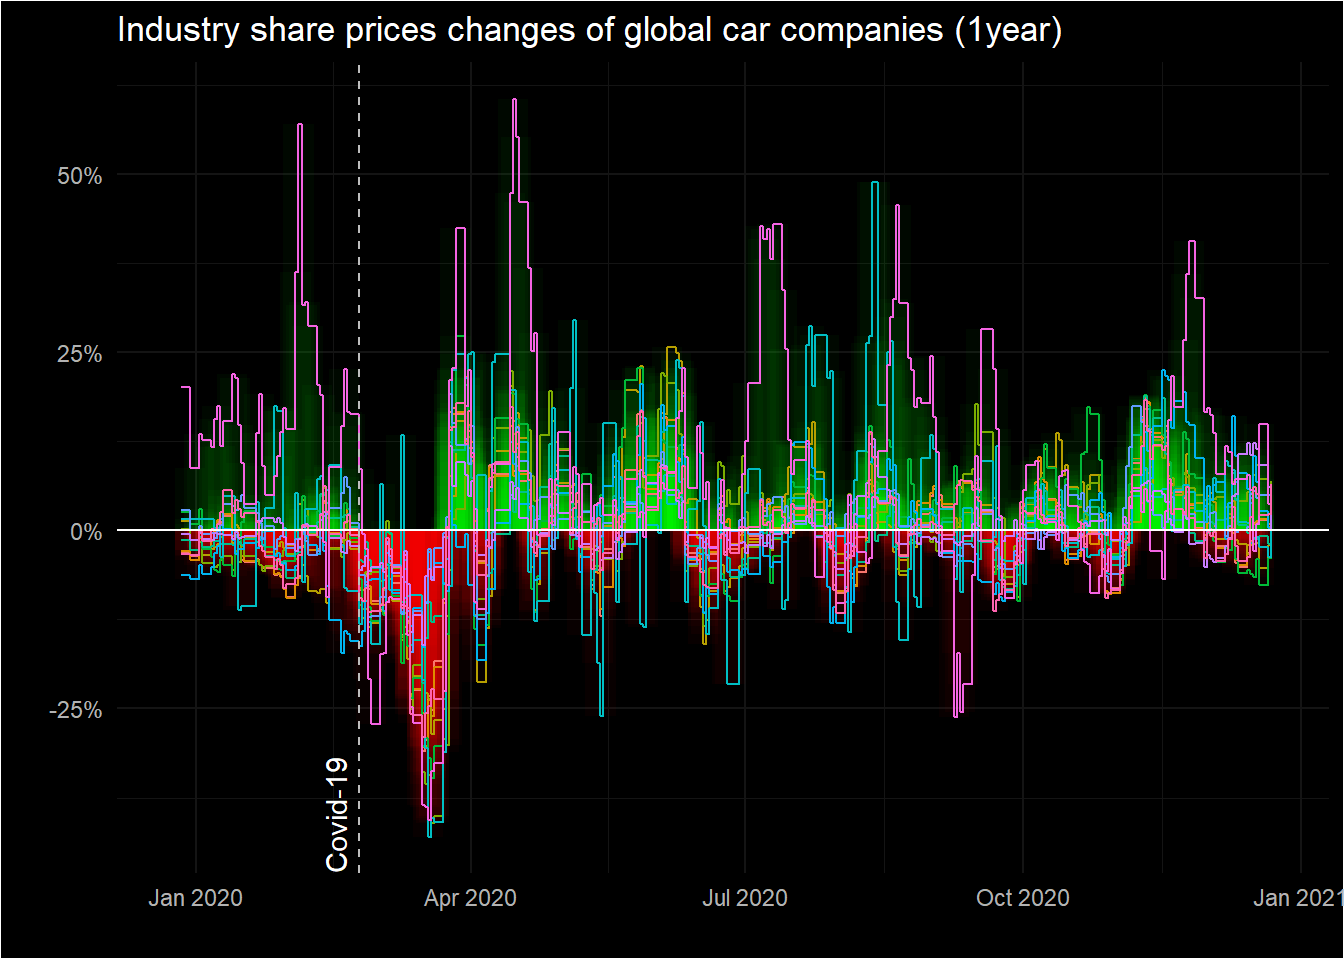 Industry share prices changes of global car companies (1year)
50%
25%
0%
-25%
Covid-19
Jan 2020
Apr 2020
Jul 2020
Oct 2020
Jan 2021